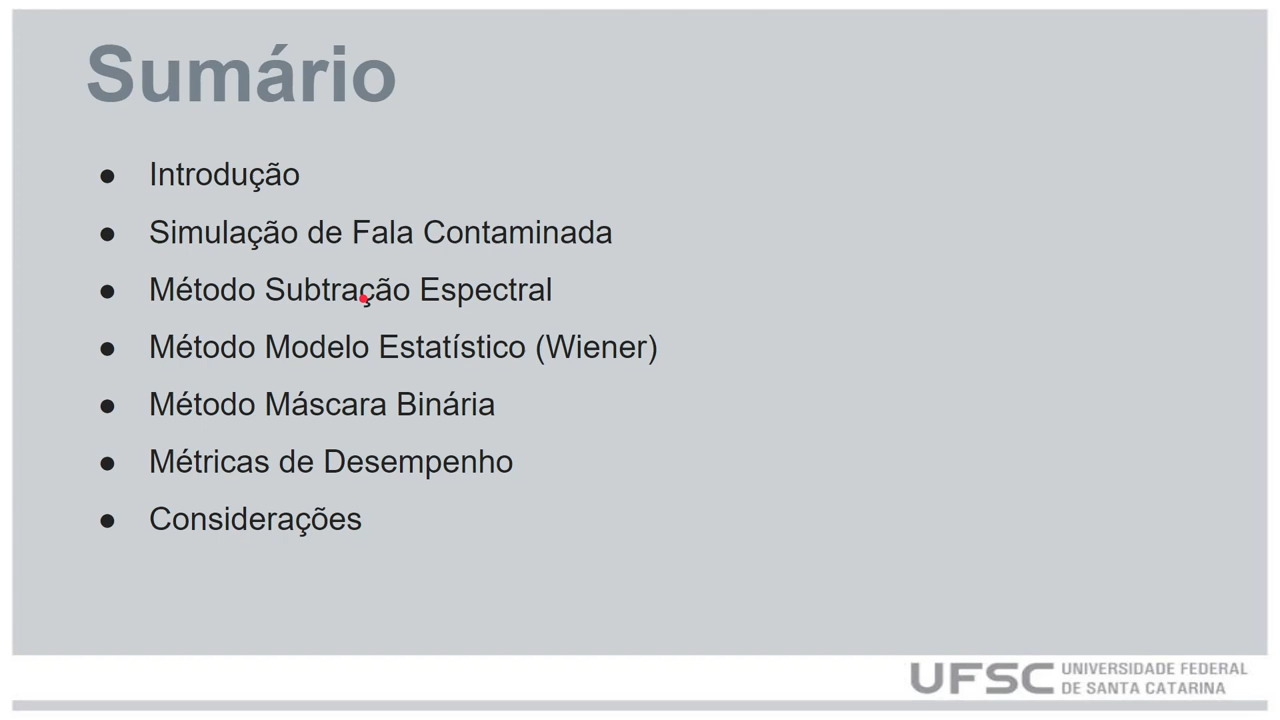 Sumário
● Introdução
● Simulação de Fala Contaminada
● Método Subtração Espectral
● Método Modelo Estatístico (Wiener)
● Método Máscara Binária
● Métricas de Desempenho
● Considerações
UFSC UNIVERSIDADE FEDERAL
DE SANTA CATARINA